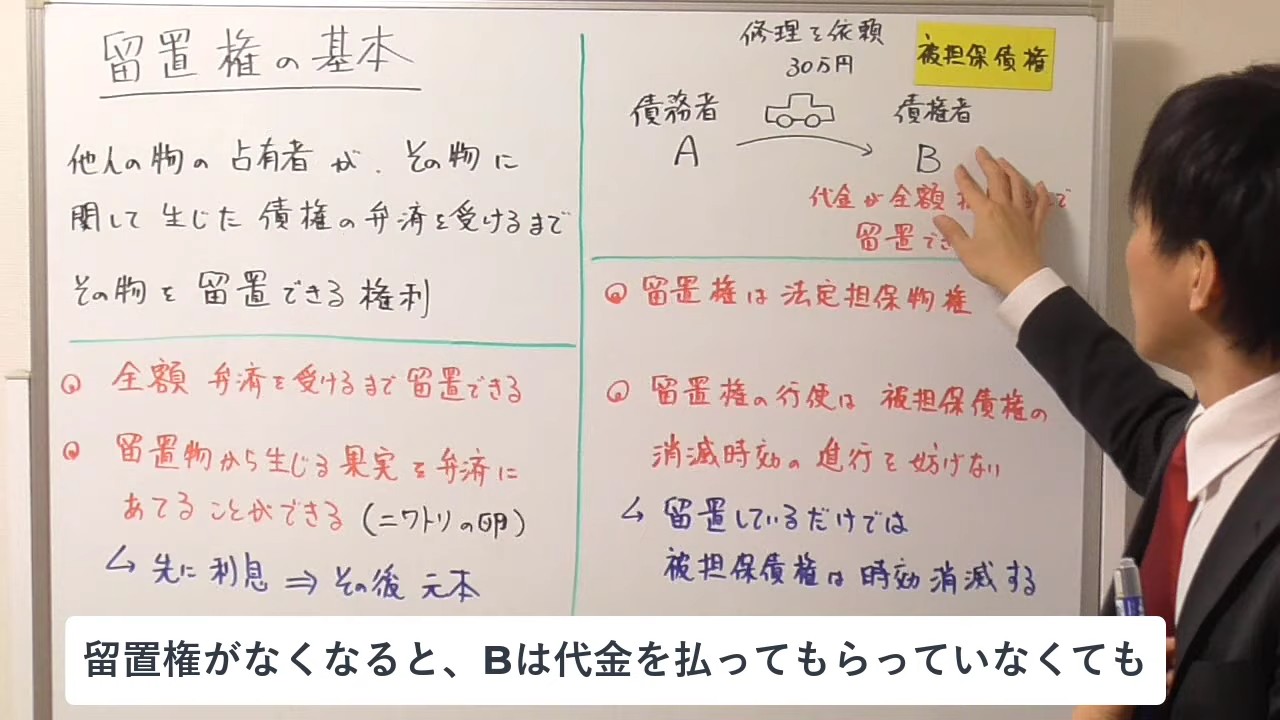 留置権の基本
他人の物の占有者が、その物に
関して生じた債権の弁済を受けるまで
その物を留置できる権利
全額弁済を受けるまで留置できる
留置物から生じる果実を弁済に
あてることができる(ニワトリの卵)
↳ 先に利息 ⇒ その後元本
修理を依頼
30万円
被担保債権
債務者
債権者
A
B
代金が全額
で
留置でき
留置権は法定担保物権
留置権の行使は被担保債権の
消滅時効の進行を妨げない
↳ 留置しているだけでは
被担保債権は時効消滅する
留置権がなくなると、Bは代金を払ってもらっていなくても